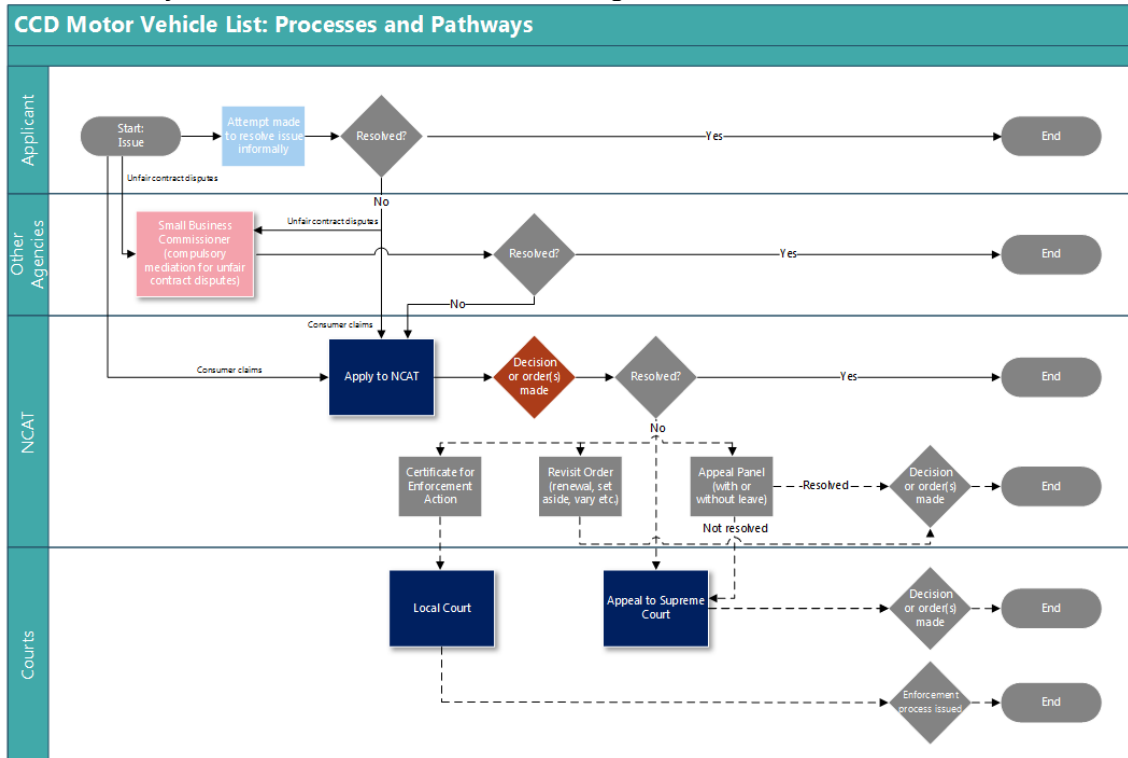 CCD Motor Vehicle List: Processes and Pathways
Applicant
Start:
Issue
Attempt made
to resolve issue
informally
Resolved?
Yes
End
Unfair contract disputes
No
Other
Agencies
Small Business
Commissioner
(compulsory
mediation for unfair
contract disputes)
Unfair contract disputes
Resolved?
Yes
End
No
Consumer claims
NCAT
Consumer claims
Apply to NCAT
Decision
or order(s)
made
Resolved?
Yes
End
No
Certificate for
Enforcement
Action
Revisit Order
(renewal, set
aside, vary etc.)
Appeal Panel
(with or
without leave)
Resolved
Decision
or order(s)
made
End
Not resolved
Courts
Local Court
Appeal to Supreme
Court
Decision
or order(s)
made
End
Enforcement
process issued
End